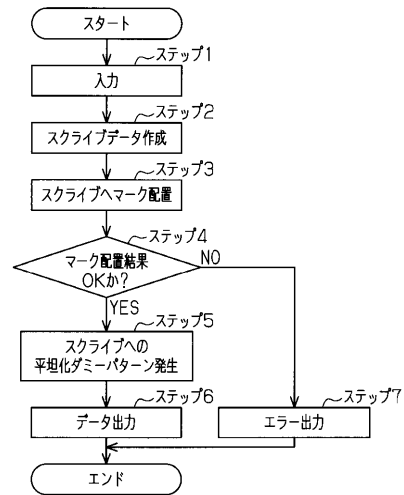 スタート
ステップ1
入力
ステップ2
スクライブデータ作成
ステップ3
スクライブへマーク配置
ステップ4
マーク配置結果
OKか?
NO
YES
ステップ5
スクライブへの
平坦化ダミーパターン発生
ステップ6
データ出力
ステップ7
エラー出力
エンド